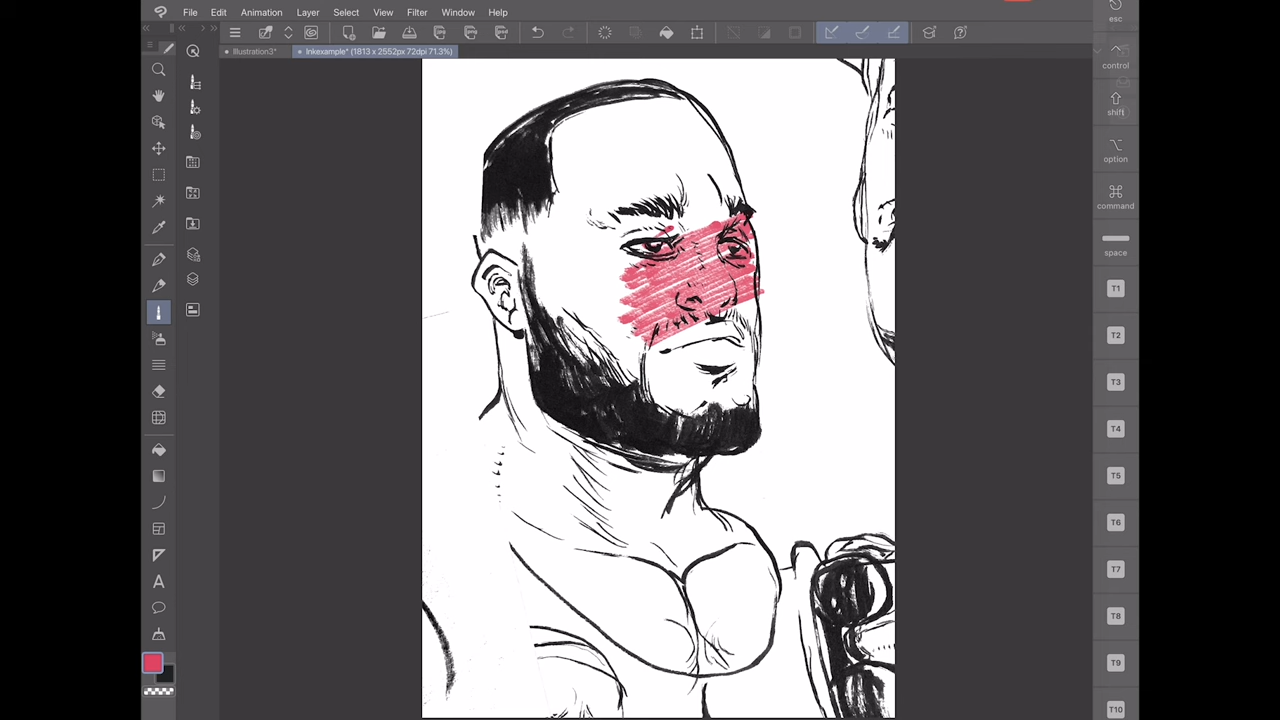 File Edit Animation Layer Select View Filter Window Help
esc
Illustration3* Inkexample* (1813 x 2552px 72dpi 71.3%)
control
shift
option
command
space
T1
T2
T3
T4
T5
T6
T7
T8
T9
T10
A